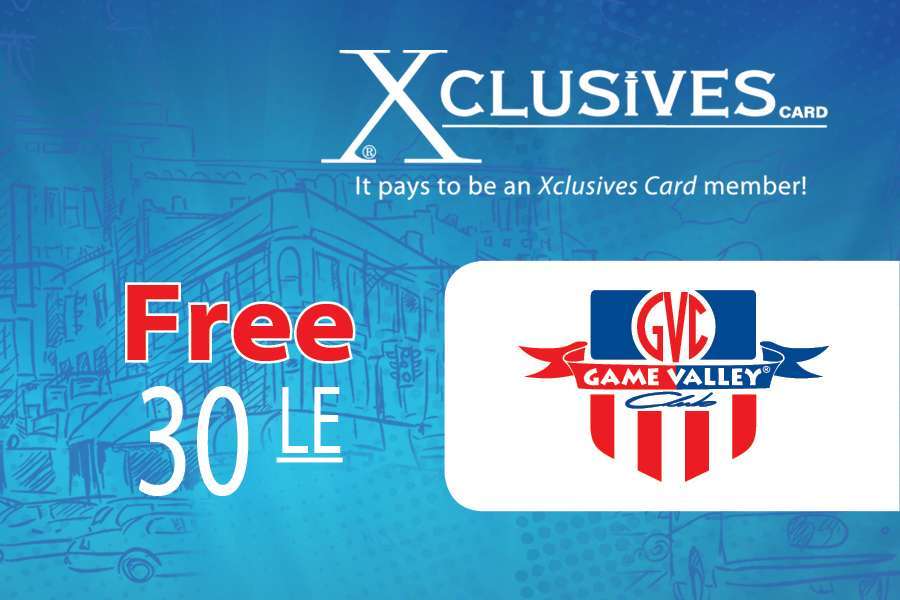 XCLUSiVES CARD
®
It pays to be an Xclusives Card member!
Free
30 LE
GVC
GAME VALLEY®
Club